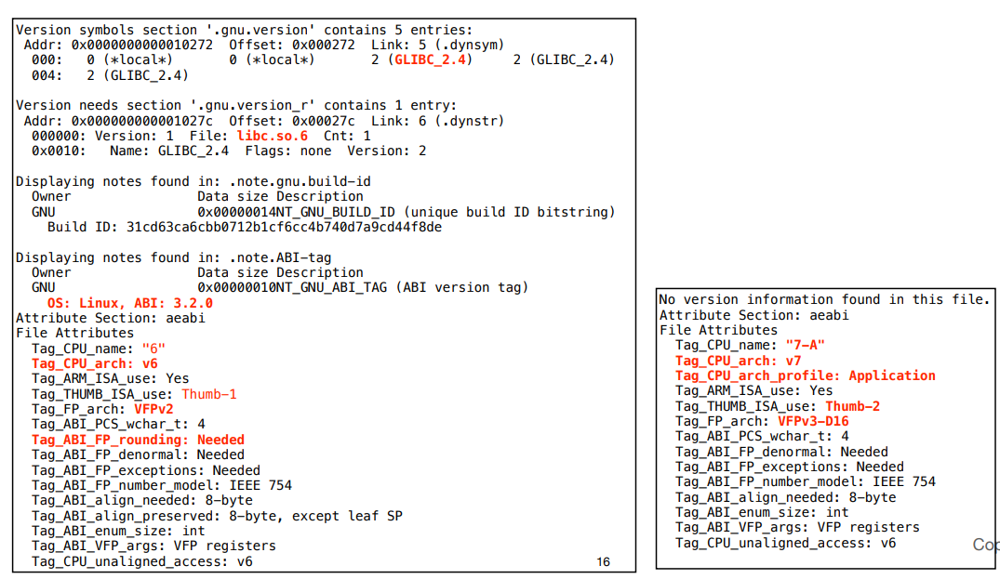 Version symbols section '.gnu.version' contains 5 entries:
Addr: 0x0000000000010272  Offset: 0x000272  Link: 5 (.dynsym)
000:   0 (*local*)       0 (*local*)       2 (GLIBC_2.4)     2 (GLIBC_2.4)
004:   2 (GLIBC_2.4)
Version needs section '.gnu.version_r' contains 1 entry:
Addr: 0x000000000001027c  Offset: 0x00027c  Link: 6 (.dynstr)
000000: Version: 1  File: libc.so.6  Cnt: 1
0x0010:   Name: GLIBC_2.4  Flags: none  Version: 2
Displaying notes found in: .note.gnu.build-id
Owner                Data size Description
GNU                  0x00000014NT_GNU_BUILD_ID (unique build ID bitstring)
Build ID: 31cd63ca6cbb0712b1cf6cc4b740d7a9cd44f8de
Displaying notes found in: .note.ABI-tag
Owner                Data size Description
GNU                  0x00000010NT_GNU_ABI_TAG (ABI version tag)
OS: Linux, ABI: 3.2.0
Attribute Section: aeabi
File Attributes
Tag_CPU_name: "6"
Tag_CPU_arch: v6
Tag_ARM_ISA_use: Yes
Tag_THUMB_ISA_use: Thumb-1
Tag_FP_arch: VFPv2
Tag_ABI_PCS_wchar_t: 4
Tag_ABI_FP_rounding: Needed
Tag_ABI_FP_denormal: Needed
Tag_ABI_FP_exceptions: Needed
Tag_ABI_FP_number_model: IEEE 754
Tag_ABI_align_needed: 8-byte
Tag_ABI_align_preserved: 8-byte, except leaf SP
Tag_ABI_enum_size: int
Tag_ABI_VFP_args: VFP registers
Tag_CPU_unaligned_access: v6
16
No version information found in this file.
Attribute Section: aeabi
File Attributes
Tag_CPU_name: "7-A"
Tag_CPU_arch: v7
Tag_CPU_arch_profile: Application
Tag_ARM_ISA_use: Yes
Tag_THUMB_ISA_use: Thumb-2
Tag_FP_arch: VFPv3-D16
Tag_ABI_PCS_wchar_t: 4
Tag_ABI_FP_denormal: Needed
Tag_ABI_FP_exceptions: Needed
Tag_ABI_FP_number_model: IEEE 754
Tag_ABI_align_needed: 8-byte
Tag_ABI_enum_size: int
Tag_ABI_VFP_args: VFP registers
Tag_CPU_unaligned_access: v6